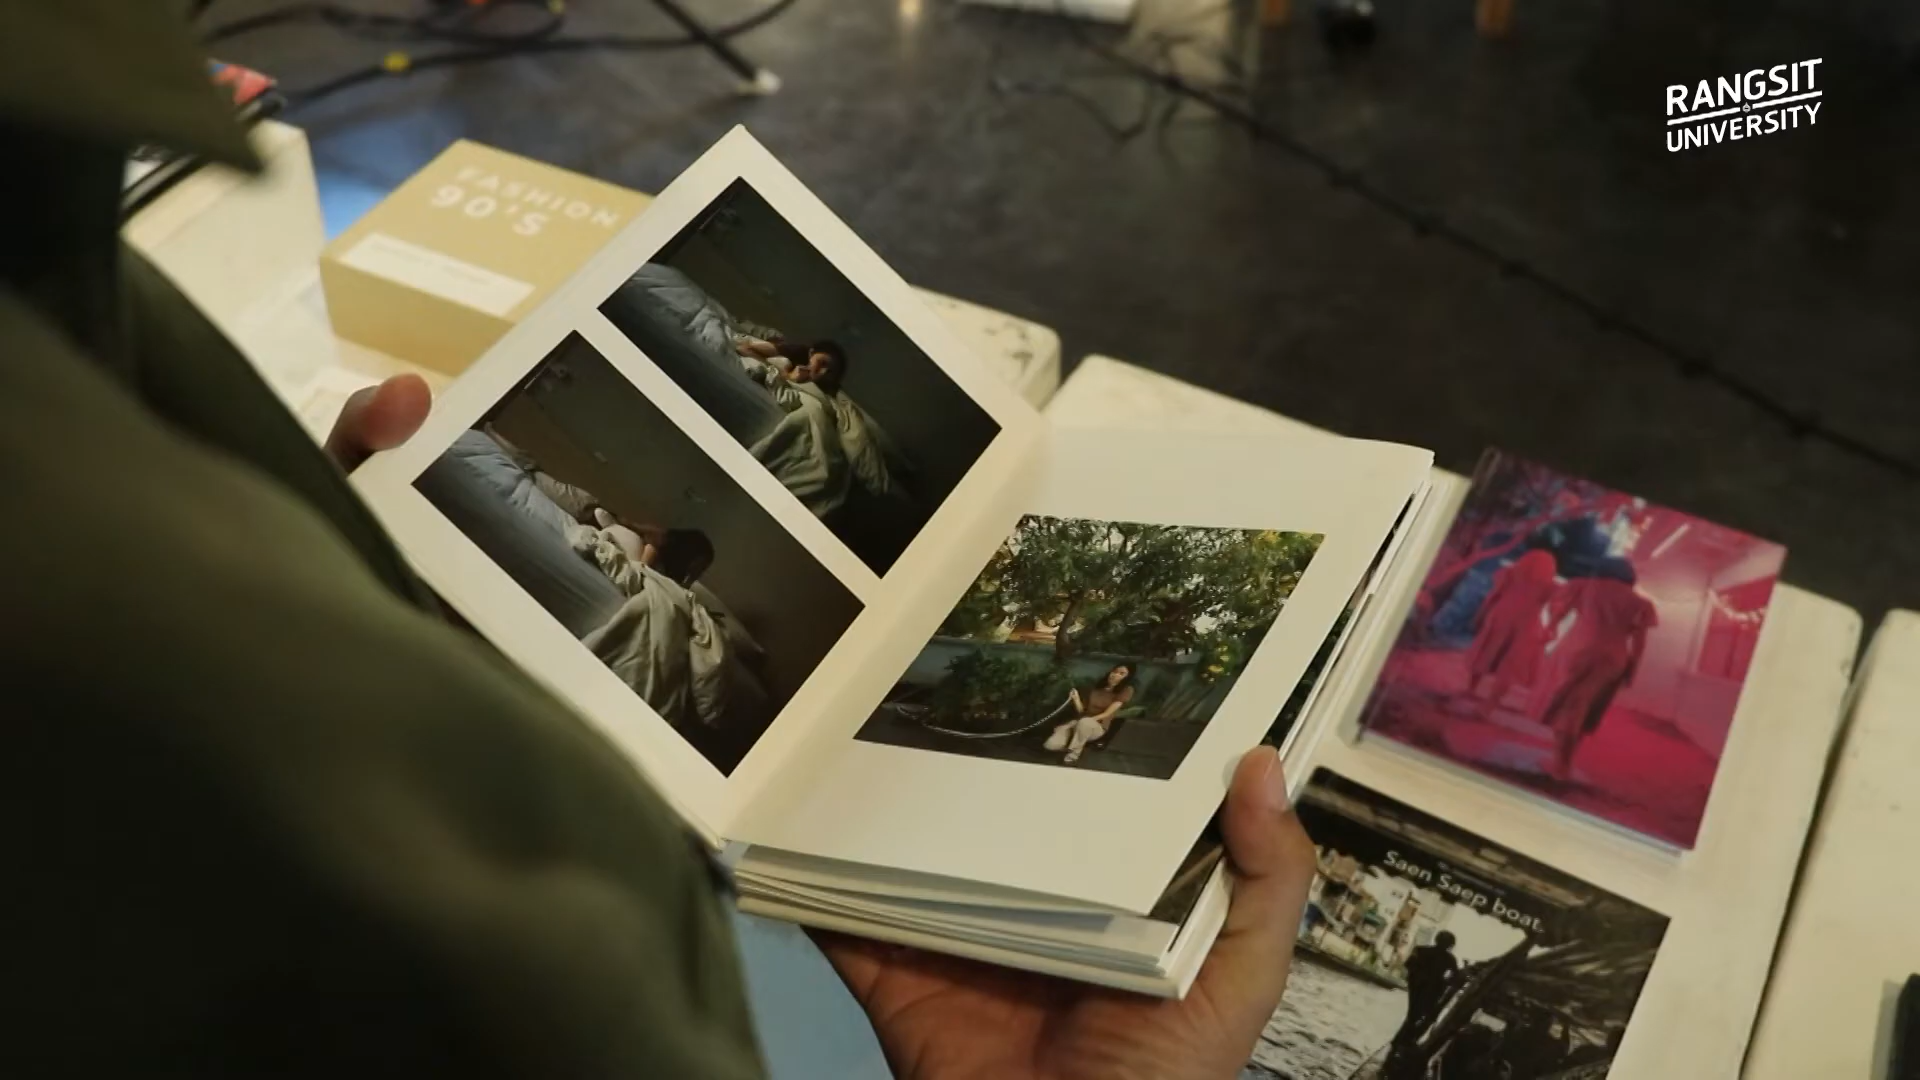 RANGSIT
UNIVERSITY
FASHION
90'S
Saen Saep boat.